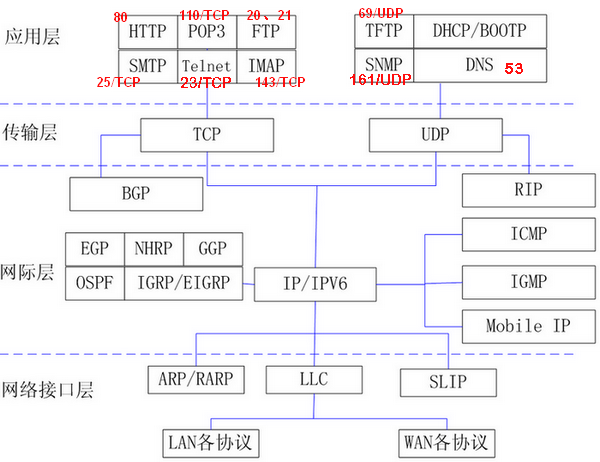 80 110/TCP 20、21 69/UDP
应用层 HTTP POP3 FTP TFTP DHCP/BOOTP
SMTP Telnet IMAP SNMP DNS 53
25/TCP 23/TCP 143/TCP 161/UDP
传输层 TCP UDP
BGP RIP
ICMP
EGP NHRP GGP
网际层 OSPF IGRP/EIGRP IP/IPV6 IGMP
Mobile IP
网络接口层 ARP/RARP LLC SLIP
LAN各协议 WAN各协议